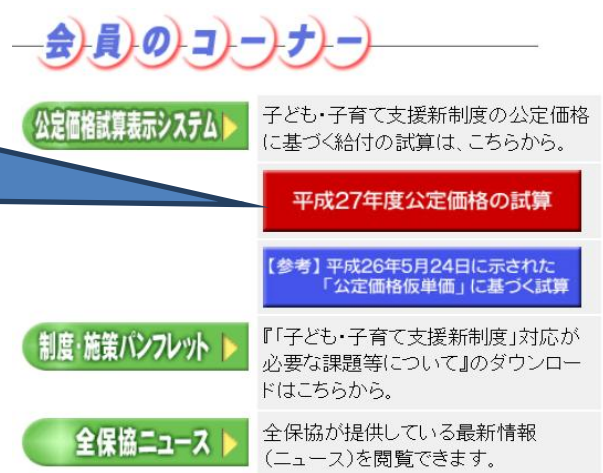 会員のコーナー
公定価格試算表示システム
子ども・子育て支援新制度の公定価格
に基づく給付の試算は、こちらから。
平成27年度公定価格の試算
【参考】平成26年5月24日に示された
「公定価格仮単価」に基づく試算
制度・施策パンフレット
『「子ども・子育て支援新制度」対応が
必要な課題等について』のダウンロー
ドはこちらから。
全保協ニュース
全保協が提供している最新情報
（ニュース）を閲覧できます。